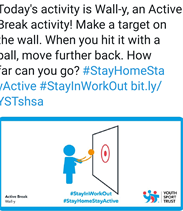 Today's activity is Wall-y, an Active
Break activity! Make a target on
the wall. When you hit it with a
ball, move further back. How
far can you go? #StayHomeSta
yActive #StayInWorkOut bit.ly/
YSTshsa
#StayInWorkOut
#StayHomeStayActive
Active Break
Wall-y
YOUTH
SPORT
TRUST